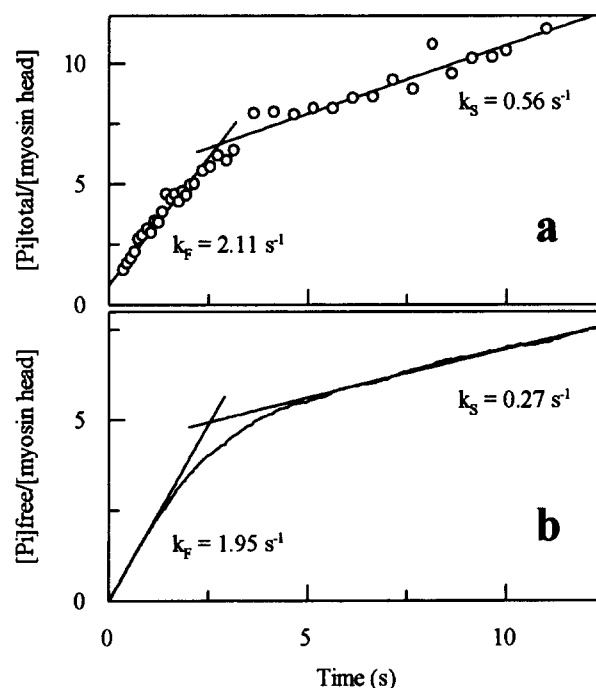 [Pi]total/[myosin head]
10
5
0
k_S = 0.56 s⁻¹
k_F = 2.11 s⁻¹
a
[Pi]free/[myosin head]
5
0
k_S = 0.27 s⁻¹
k_F = 1.95 s⁻¹
b
0 5 10
Time (s)